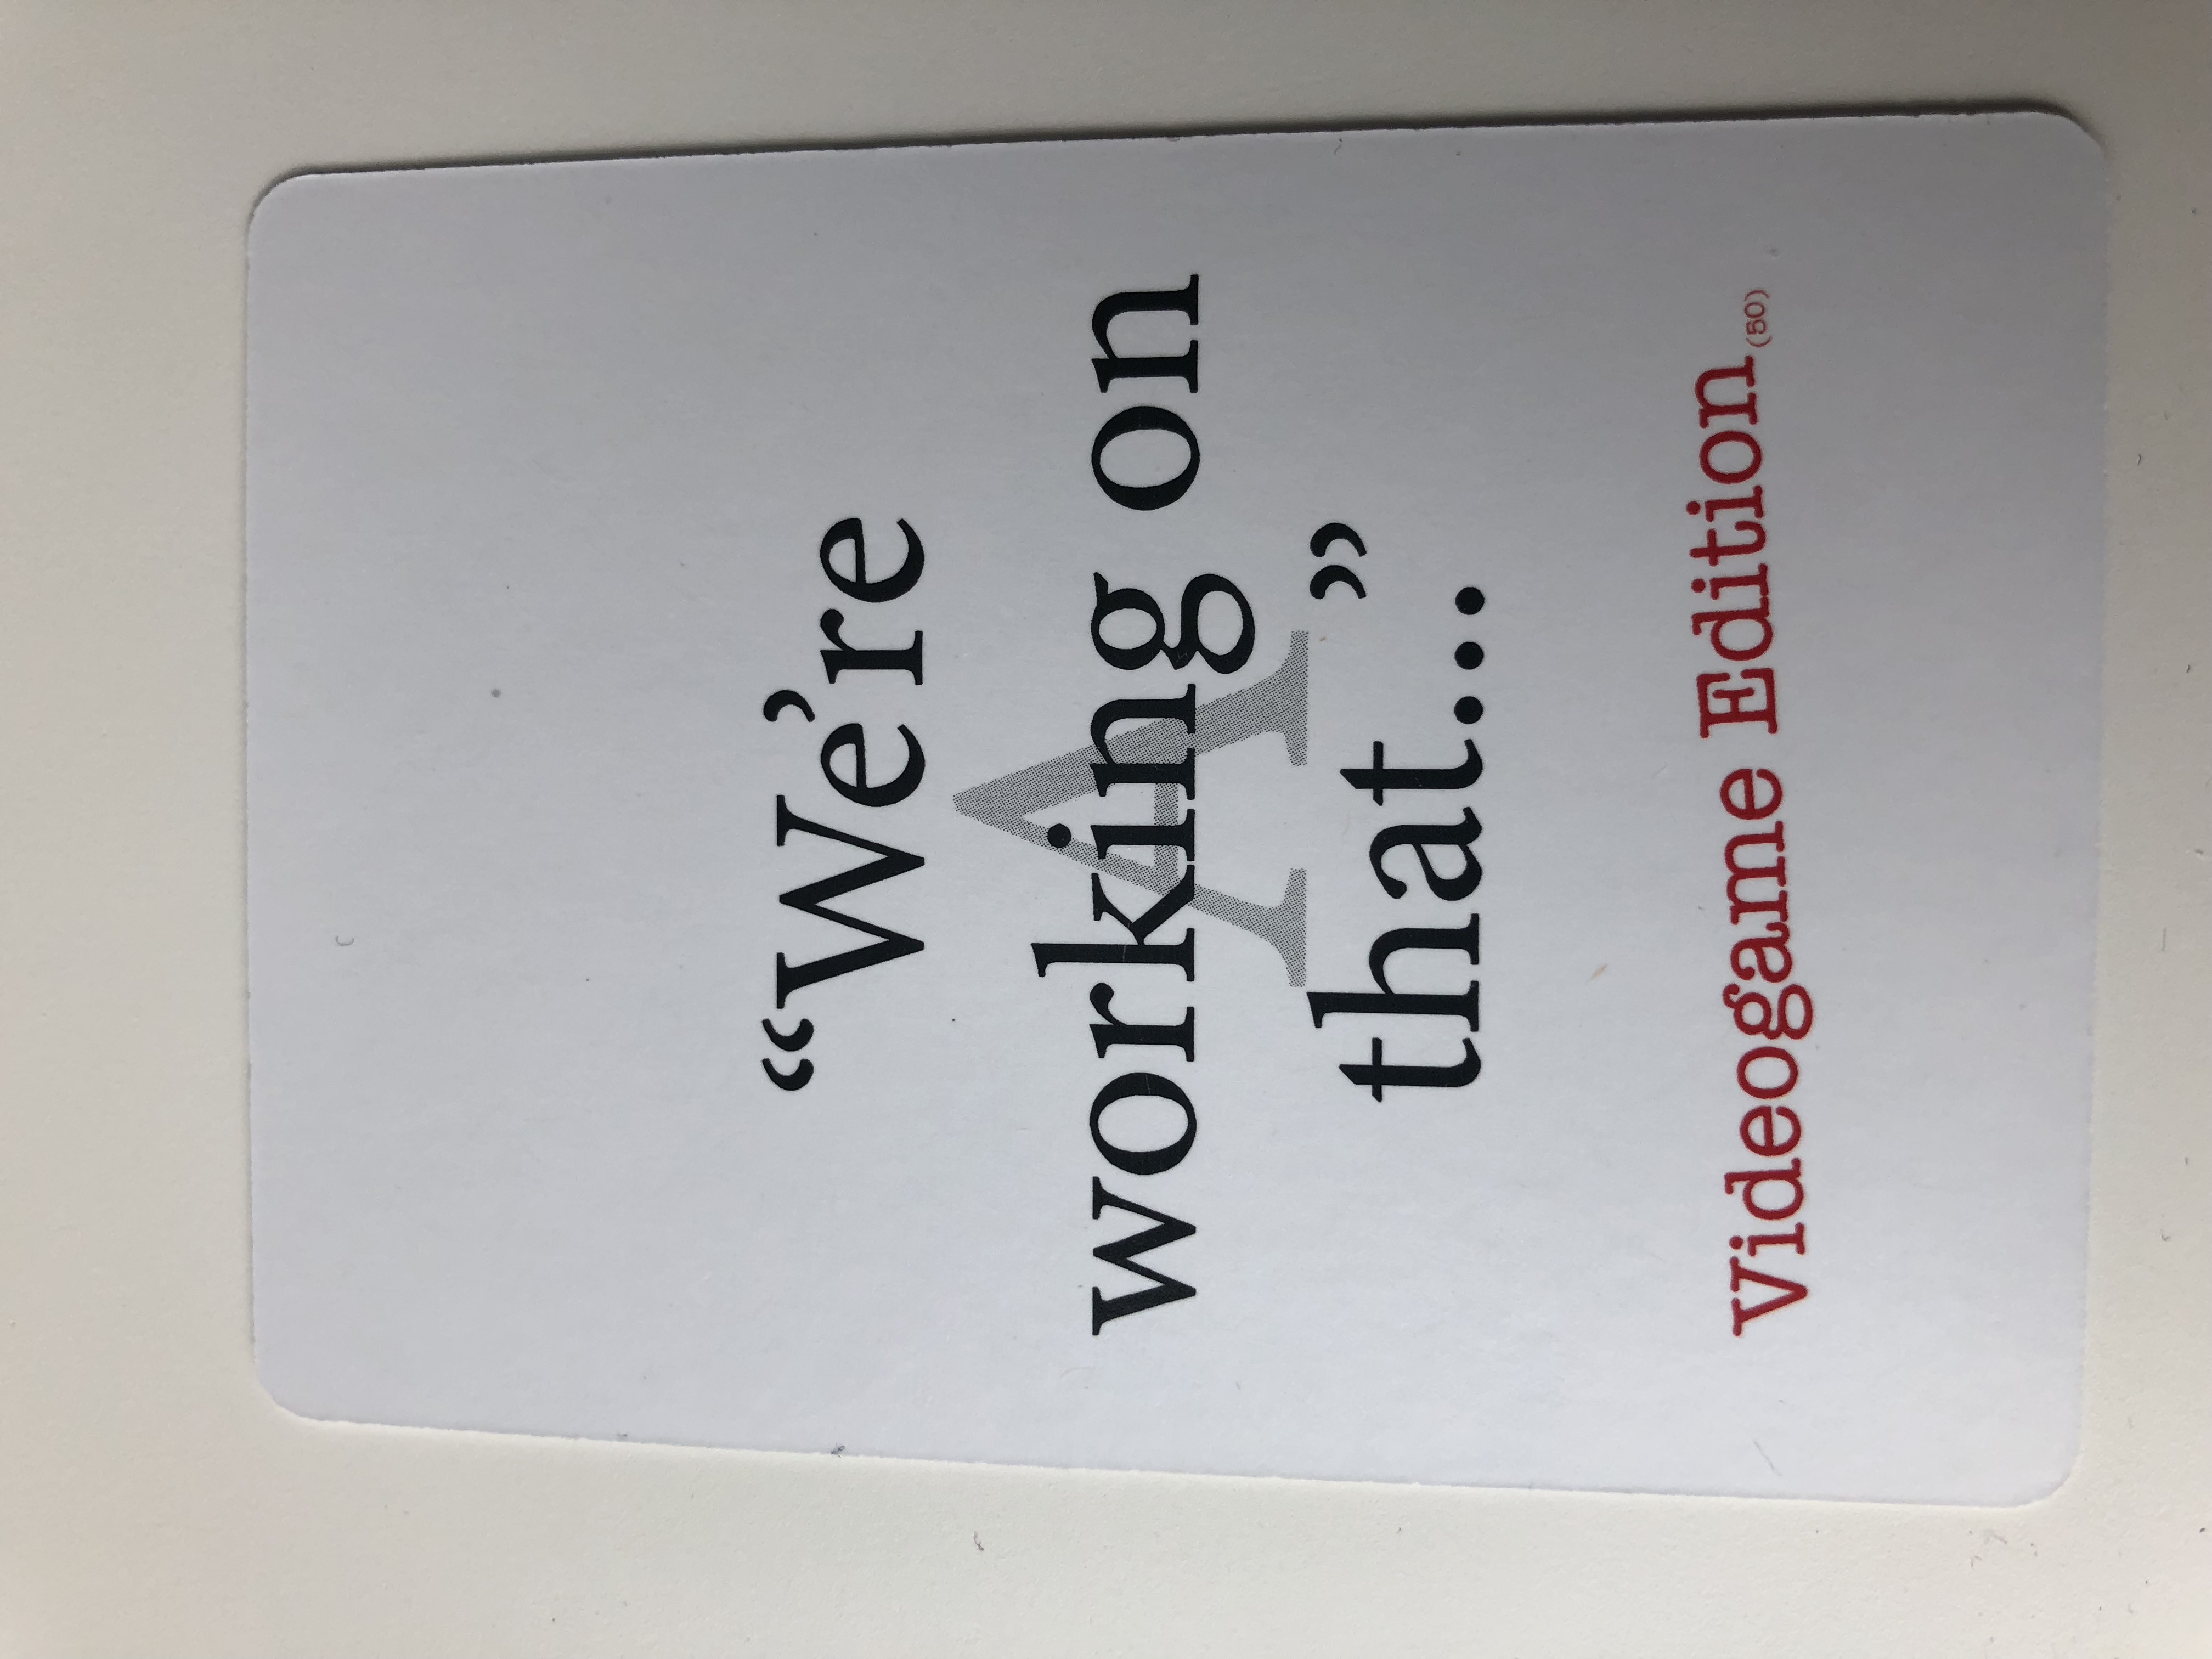 “We’re
A
working on
that...”
Videogame Edition (50)